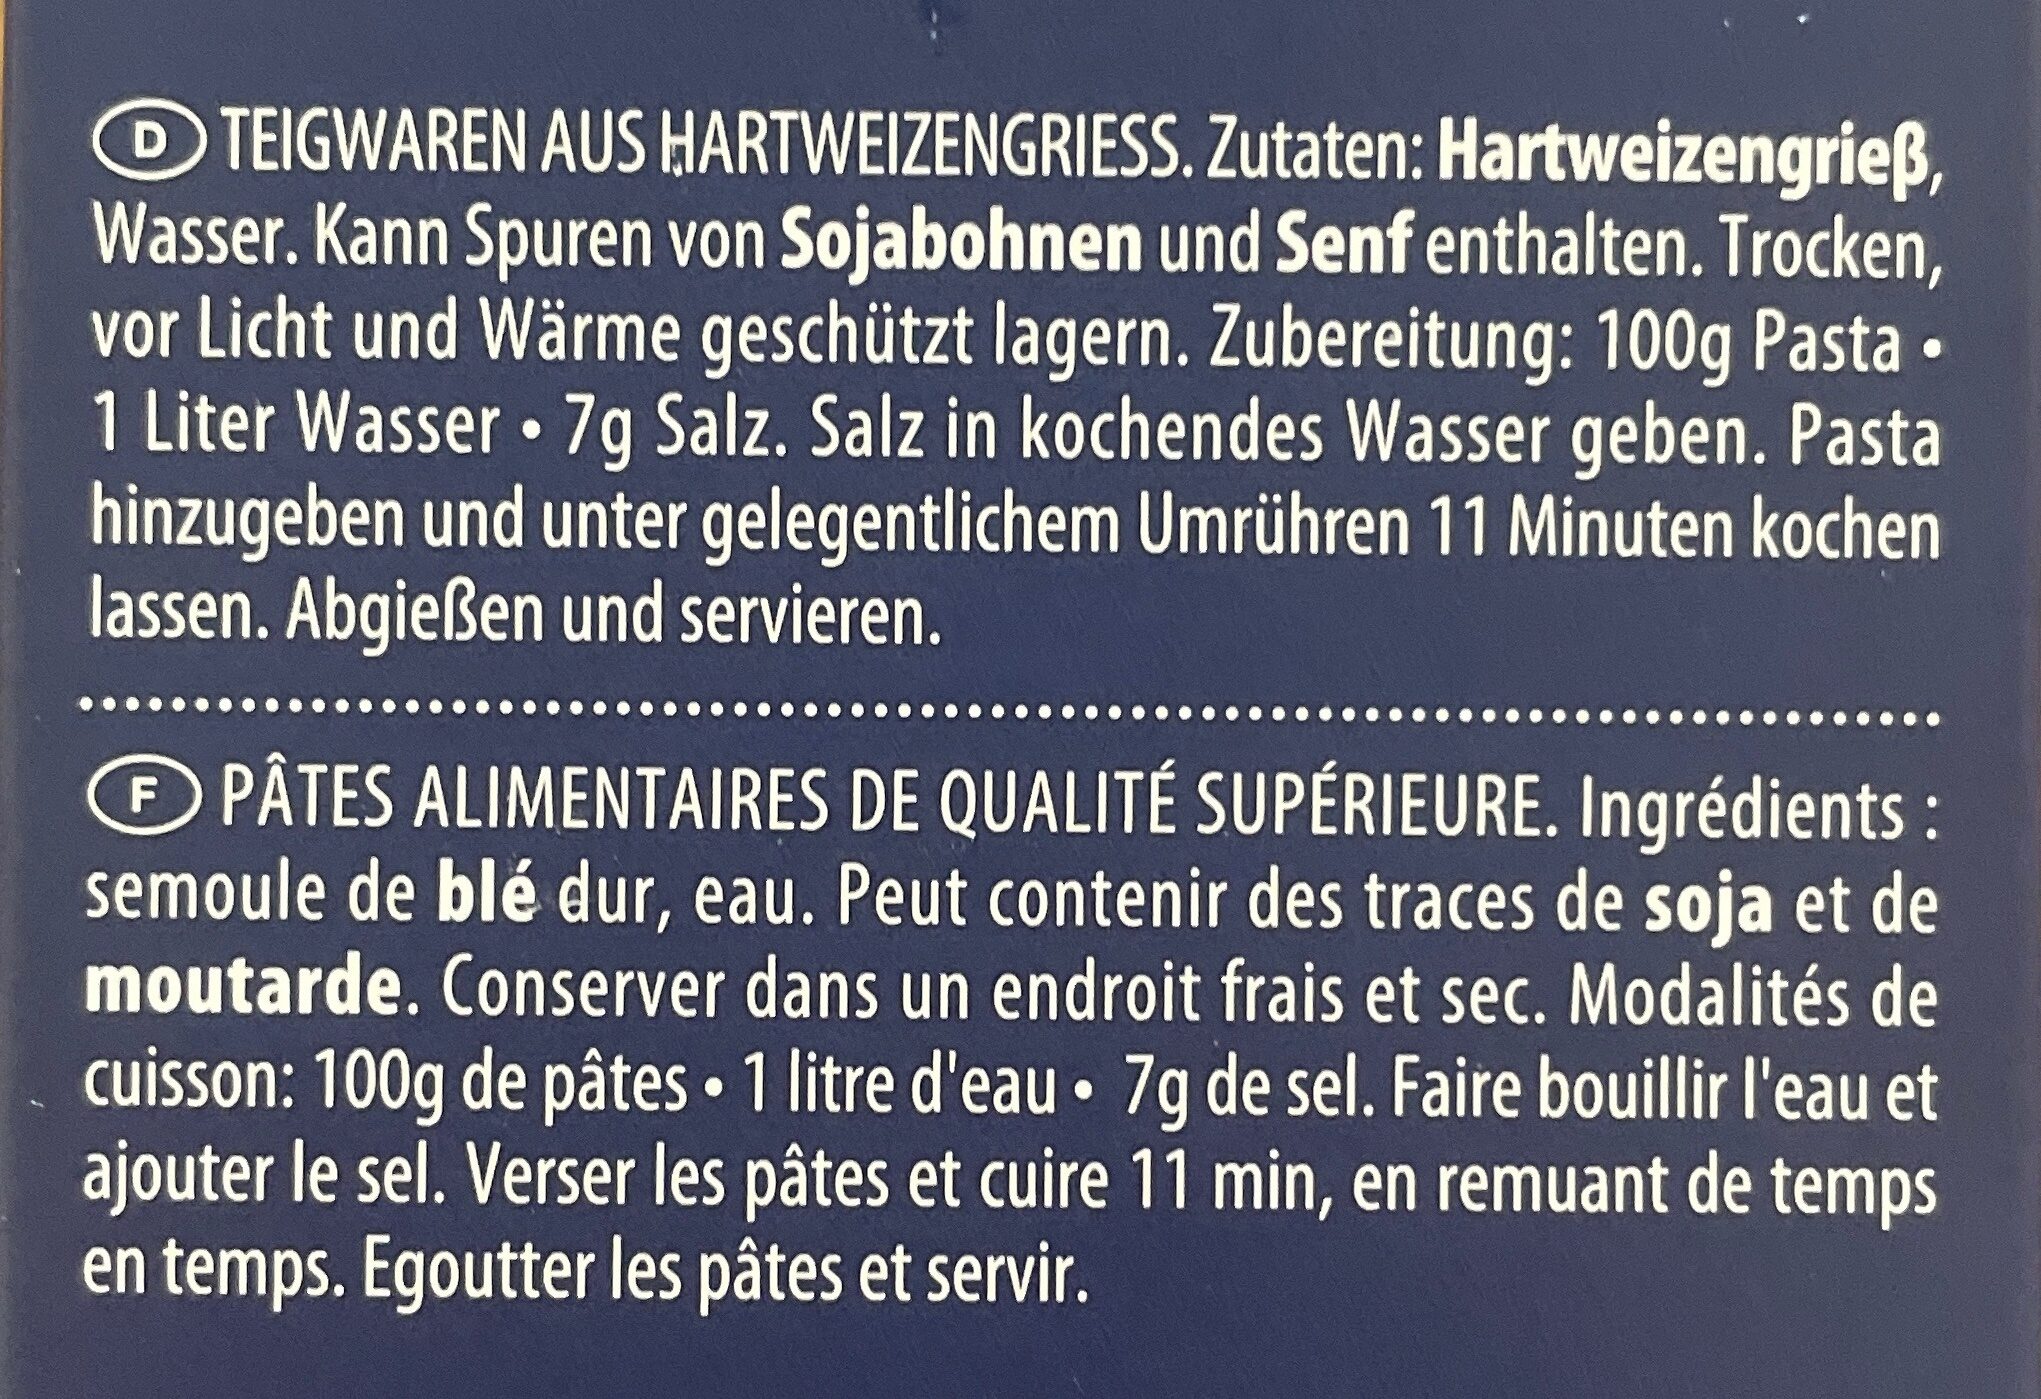 D TEIGWAREN AUS HARTWEIZENGRIESS. Zutaten: Hartweizengrieß,
Wasser. Kann Spuren von Sojabohnen und Senf enthalten. Trocken,
vor Licht und Wärme geschützt lagern. Zubereitung: 100g Pasta •
1 Liter Wasser • 7g Salz. Salz in kochendes Wasser geben. Pasta
hinzugeben und unter gelegentlichem Umrühren 11 Minuten kochen
lassen. Abgießen und servieren.
F PÂTES ALIMENTAIRES DE QUALITÉ SUPÉRIEURE. Ingrédients :
semoule de blé dur, eau. Peut contenir des traces de soja et de
moutarde. Conserver dans un endroit frais et sec. Modalités de
cuisson: 100g de pâtes • 1 litre d'eau • 7g de sel. Faire bouillir l'eau et
ajouter le sel. Verser les pâtes et cuire 11 min, en remuant de temps
en temps. Egoutter les pâtes et servir.